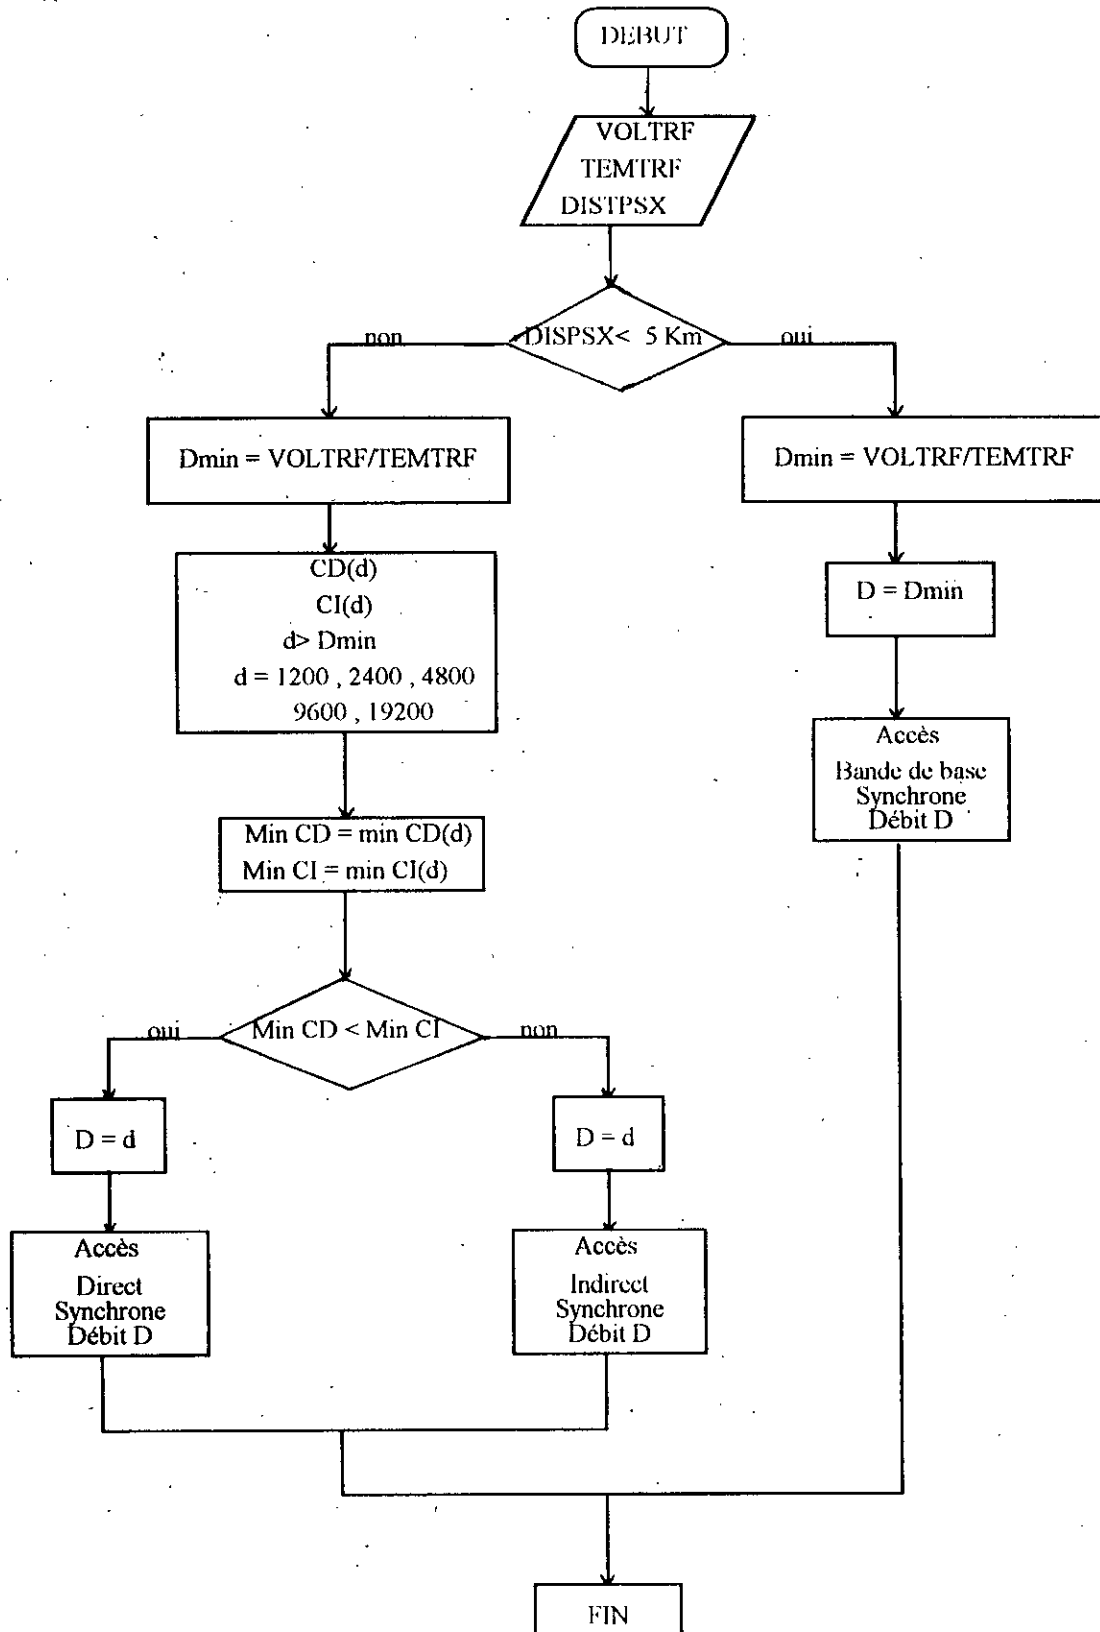 DEBUT
VOLTRF
TEMTRF
DISTPSX
DISPSX< 5 Km
non
oui
Dmin = VOLTRF/TEMTRF
Dmin = VOLTRF/TEMTRF
CD(d)
CI(d)
d> Dmin
d = 1200 , 2400 , 4800
9600 , 19200
D = Dmin
Accès
Bande de base
Synchrone
Débit D
Min CD = min CD(d)
Min CI = min CI(d)
Min CD < Min CI
oui
non
D = d
D = d
Accès
Direct
Synchrone
Débit D
Accès
Indirect
Synchrone
Débit D
FIN